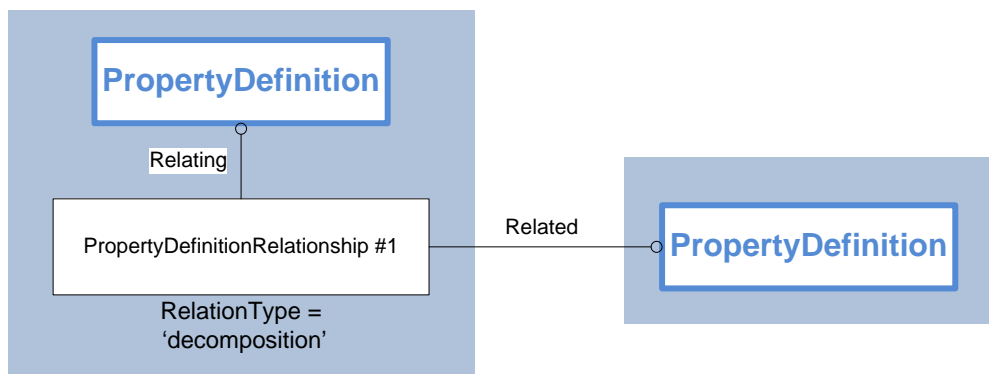 PropertyDefinition
Relating
PropertyDefinitionRelationship #1
Related
PropertyDefinition
RelationType =
‘decomposition’